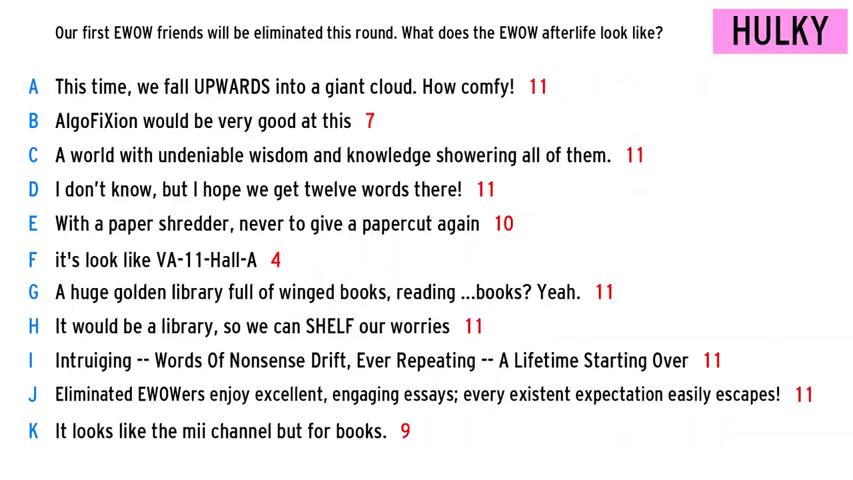 Our first EWOW friends will be eliminated this round. What does the EWOW afterlife look like?
HULKY
A This time, we fall UPWARDS into a giant cloud. How comfy! 11
B AlgoFiXion would be very good at this 7
C A world with undeniable wisdom and knowledge showering all of them. 11
D I don't know, but I hope we get twelve words there! 11
E With a paper shredder, never to give a papercut again 10
F it's look like VA-11-Hall-A 4
G A huge golden library full of winged books, reading ...books? Yeah. 11
H It would be a library, so we can SHELF our worries 11
I Intruiging -- Words Of Nonsense Drift, Ever Repeating -- A Lifetime Starting Over 11
J Eliminated EWOWers enjoy excellent, engaging essays; every existent expectation easily escapes! 11
K It looks like the mii channel but for books. 9